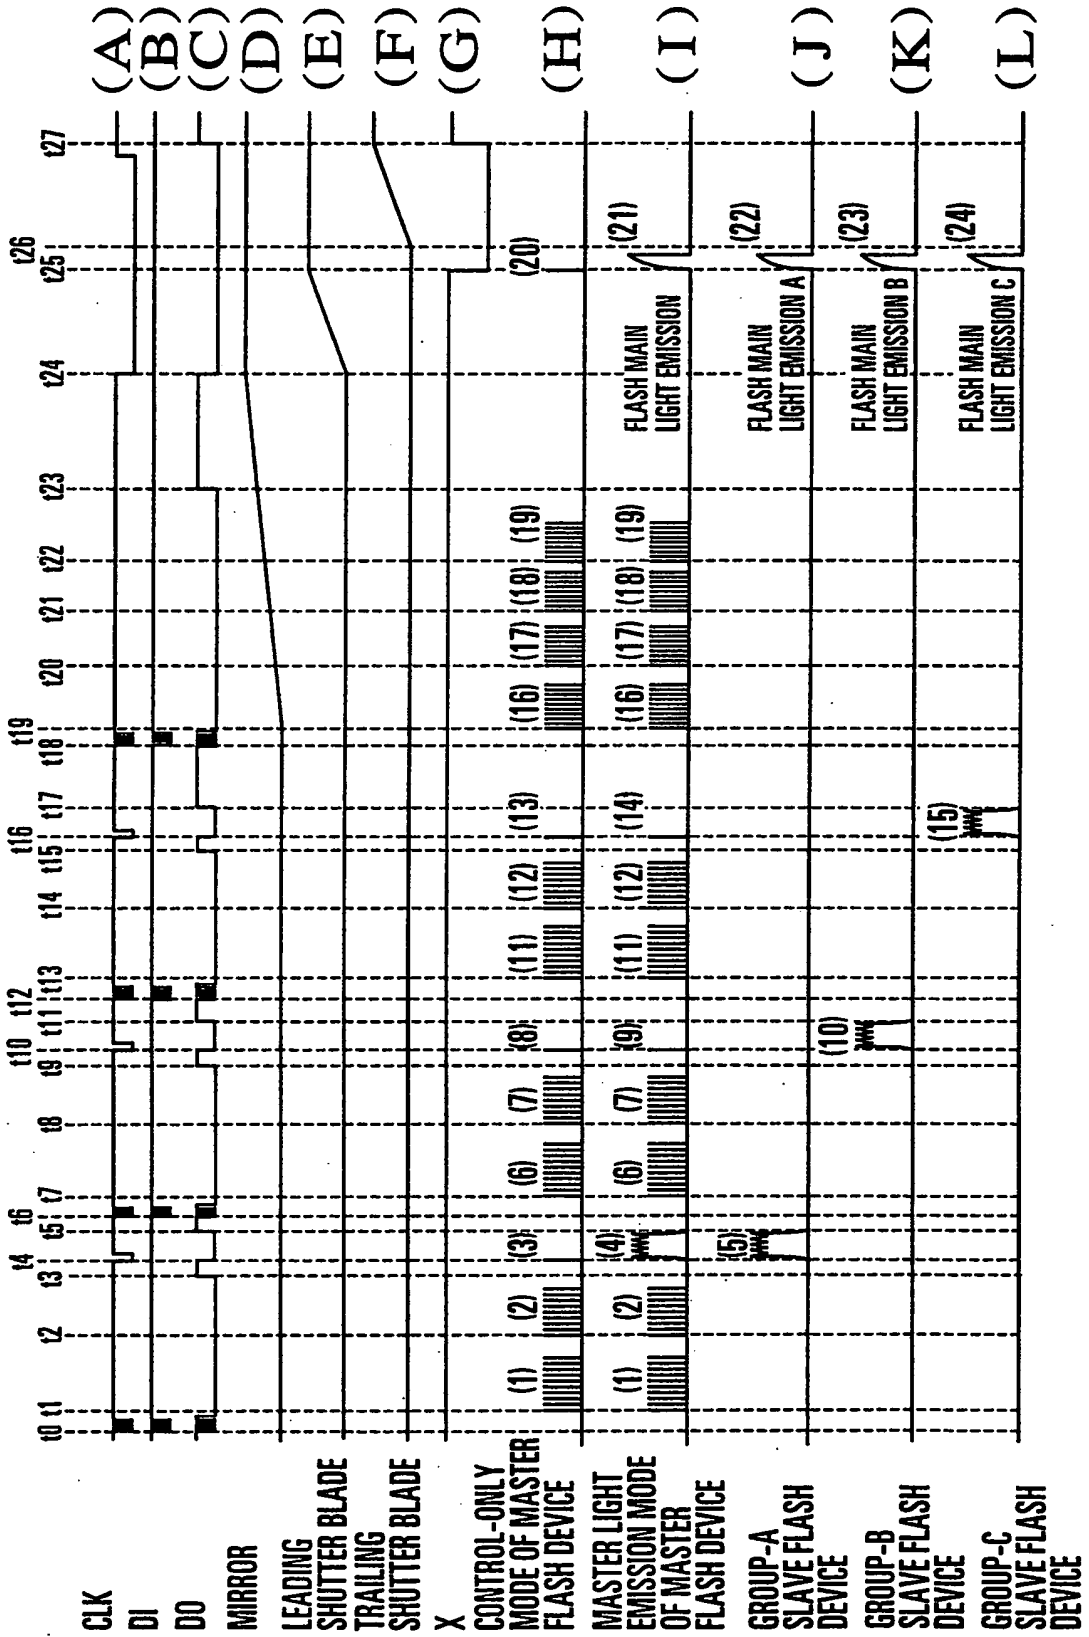 (A)
(B)
(C)
(D)
(E)
(F)
(G)
(H)
(I)
(J)
(K)
(L)
CLK
DI
DO
MIRROR
LEADING
SHUTTER BLADE
TRAILING
SHUTTER BLADE
X
CONTROL-ONLY
MODE OF MASTER
FLASH DEVICE
MASTER LIGHT
EMISSION MODE
OF MASTER
FLASH DEVICE
GROUP-A
SLAVE FLASH
DEVICE
GROUP-B
SLAVE FLASH
DEVICE
GROUP-C
SLAVE FLASH
DEVICE
t0 t1 t2 t3 t4 t5 t6 t7 t8 t9 t10 t11 t12 t13 t14 t15 t16 t17 t18 t19 t20 t21 t22 t23 t24 t25 t26 t27
(1) (2) (3) (6) (7) (8) (11) (12) (13) (16) (17) (18) (19) (20)
(1) (2) (4) (6) (7) (9) (11) (12) (14) (16) (17) (18) (19) (21)
FLASH MAIN
LIGHT EMISSION
(5) (22)
FLASH MAIN
LIGHT EMISSION A
(10) (23)
FLASH MAIN
LIGHT EMISSION B
(15) (24)
FLASH MAIN
LIGHT EMISSION C